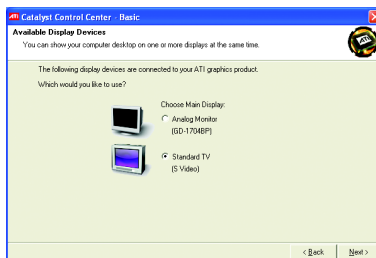 ATI Catalyst Control Center - Basic
Available Display Devices
You can show your computer desktop on one or more displays at the same time.
ATI
The following display devices are connected to your ATI graphics product.
Which would you like to use?
Choose Main Display:
Analog Monitor
(GD-1704BP)
Standard TV
(S Video)
< Back
Next >